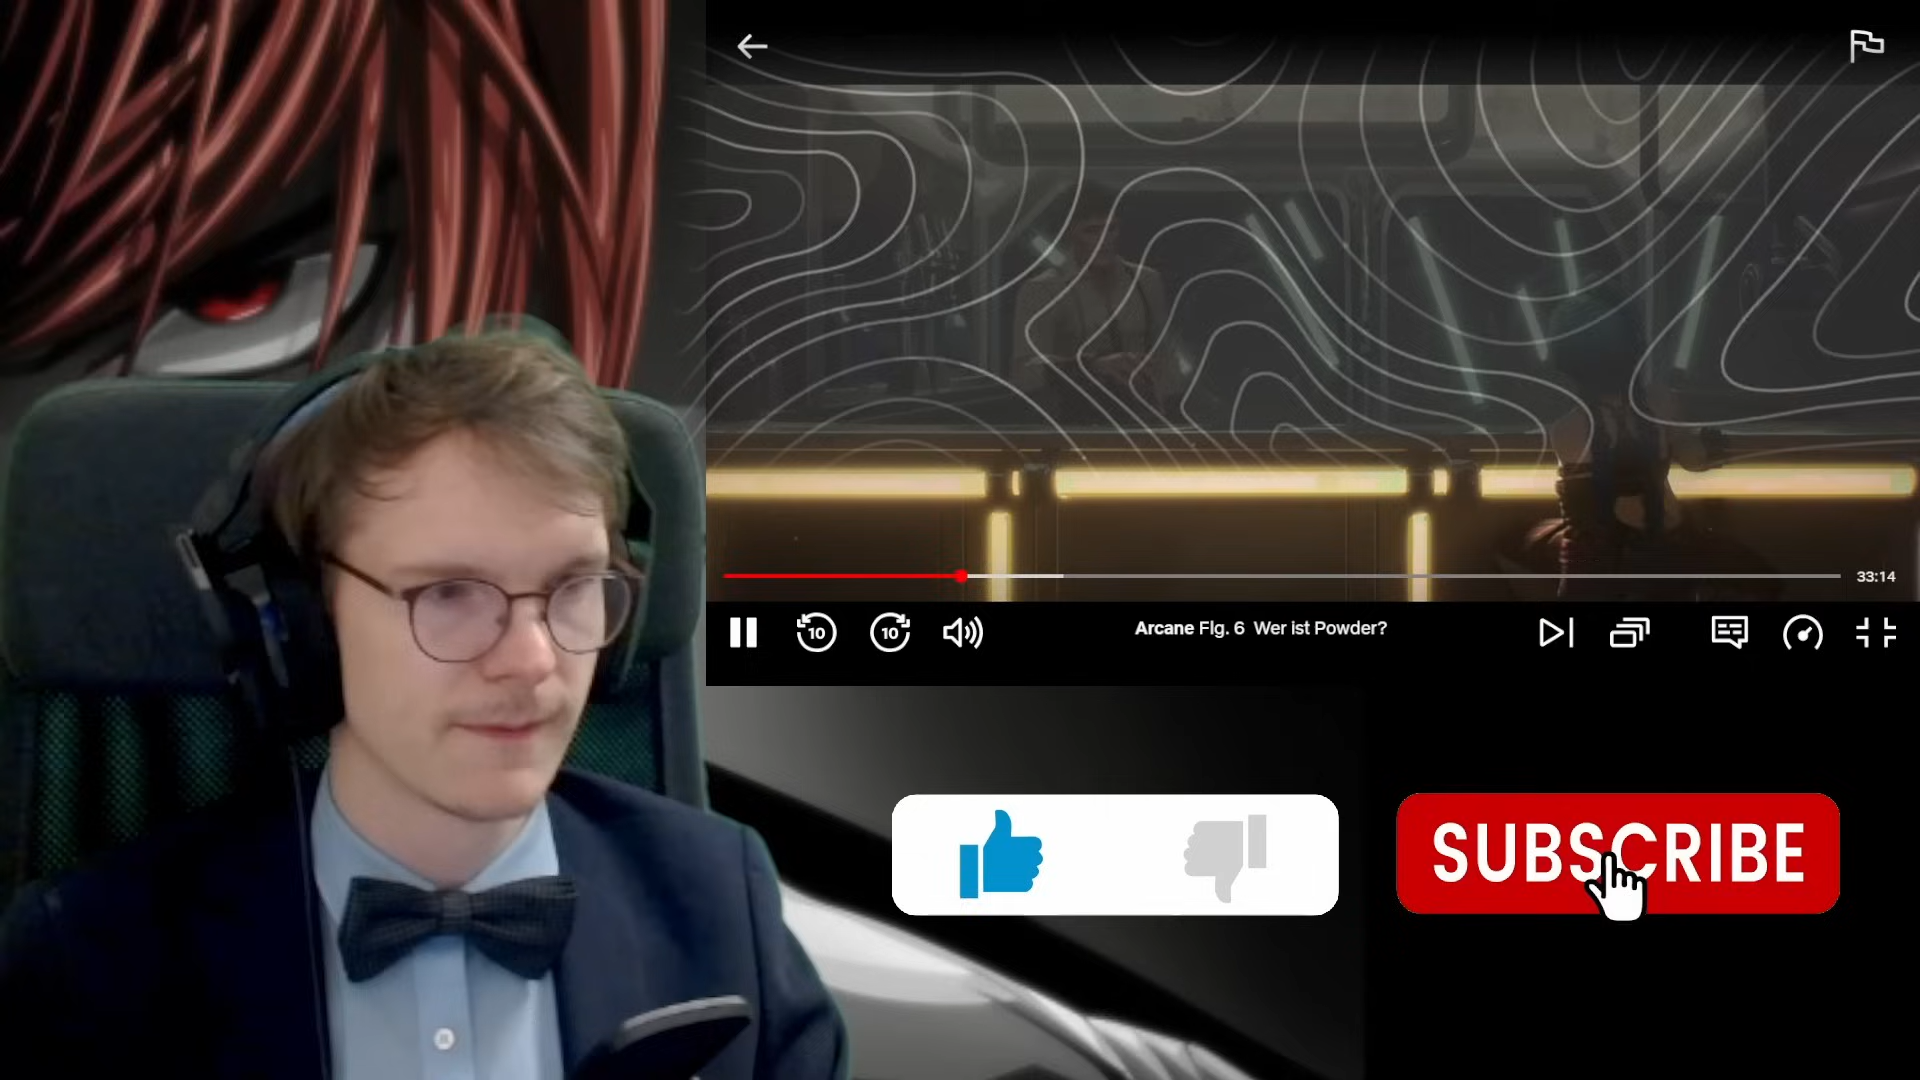 33:14
10
10
Arcane Flg. 6 Wer ist Powder?
SUBSCRIBE